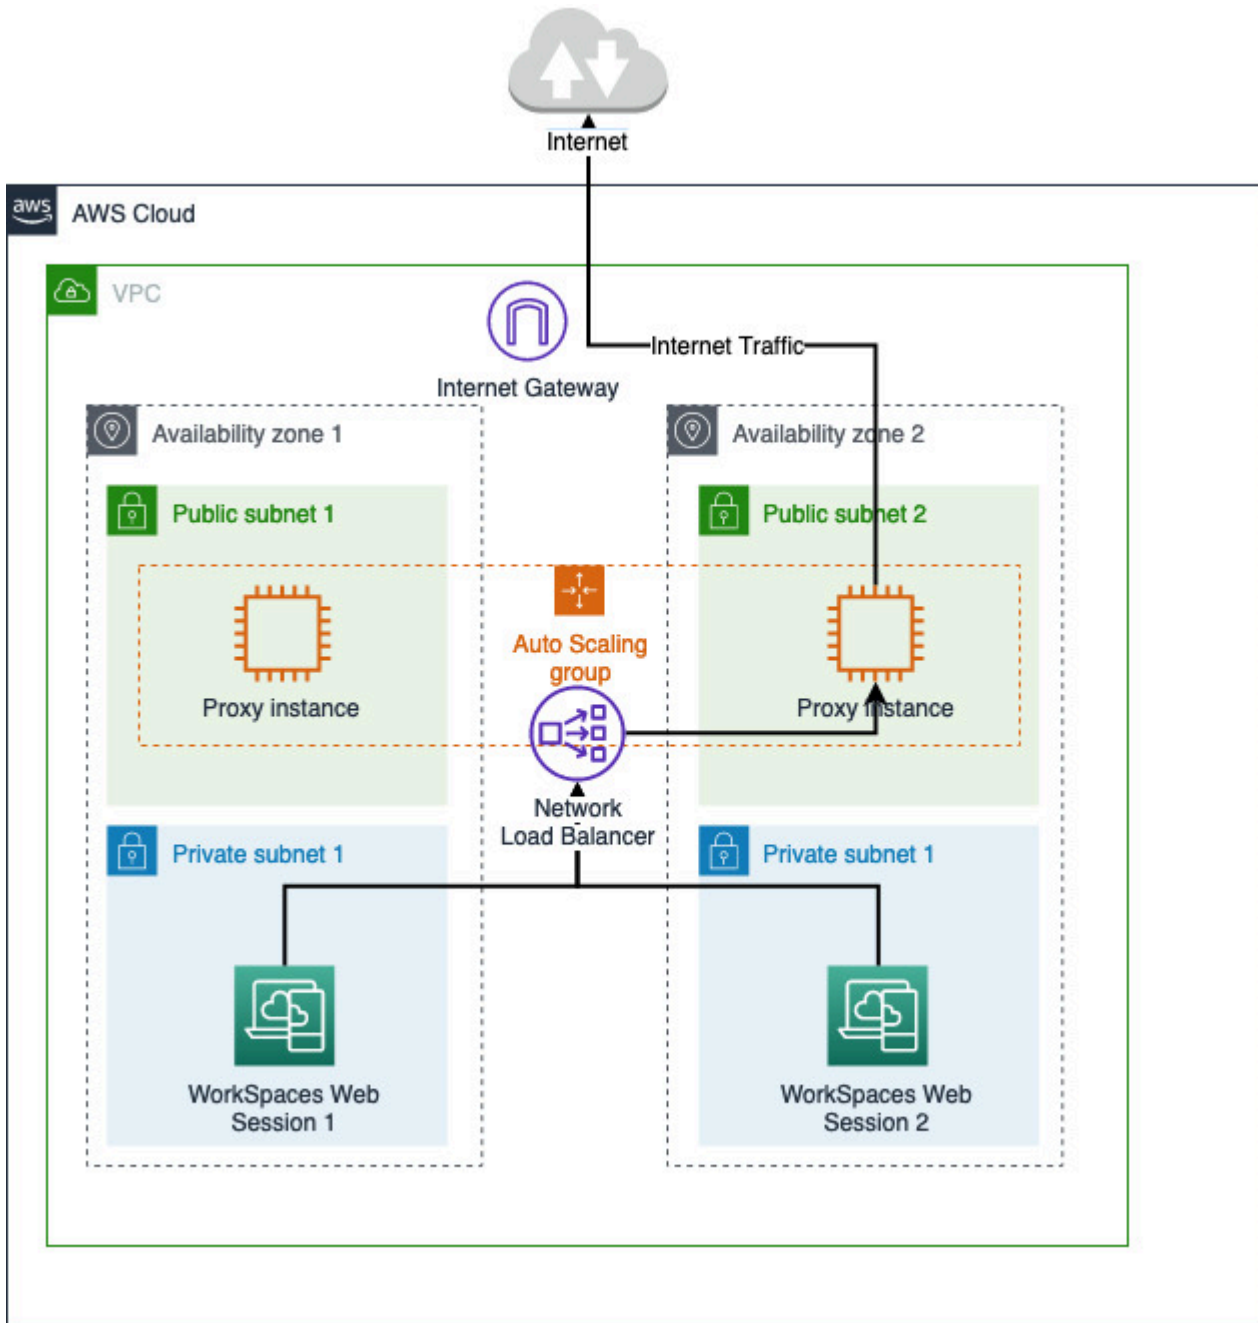 Internet
aws
AWS Cloud
VPC
Internet Traffic
Internet Gateway
Availability zone 1
Availability zone 2
Public subnet 1
Public subnet 2
Auto Scaling
group
Proxy instance
Proxy instance
Network
Load Balancer
Private subnet 1
Private subnet 1
WorkSpaces Web
Session 1
WorkSpaces Web
Session 2